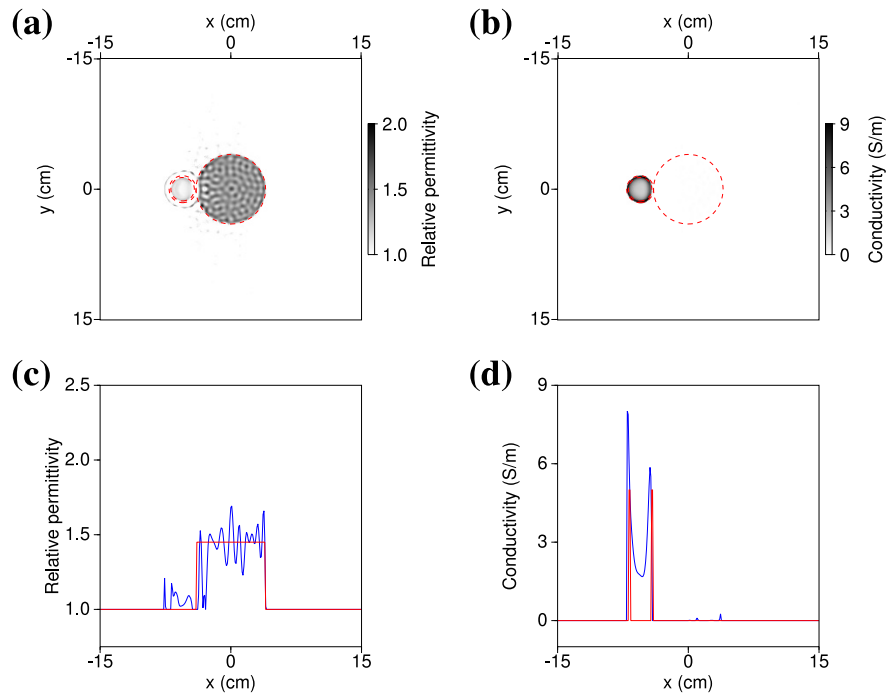 (a)
x (cm)
-15 0 15
-15
0
15
y (cm)
2.0
1.5
1.0
Relative permittivity
(b)
x (cm)
-15 0 15
-15
0
15
y (cm)
9
6
3
0
Conductivity (S/m)
(c)
2.5
2.0
1.5
1.0
Relative permittivity
-15 0 15
x (cm)
(d)
9
6
3
0
Conductivity (S/m)
-15 0 15
x (cm)